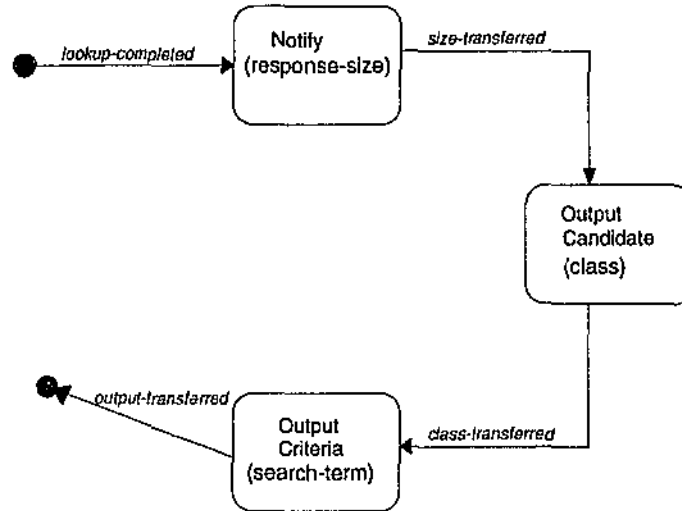 lookup-completed
Notify
(response-size)
size-transferred
Output
Candidate
(class)
class-transferred
Output
Criteria
(search-term)
output-transferred